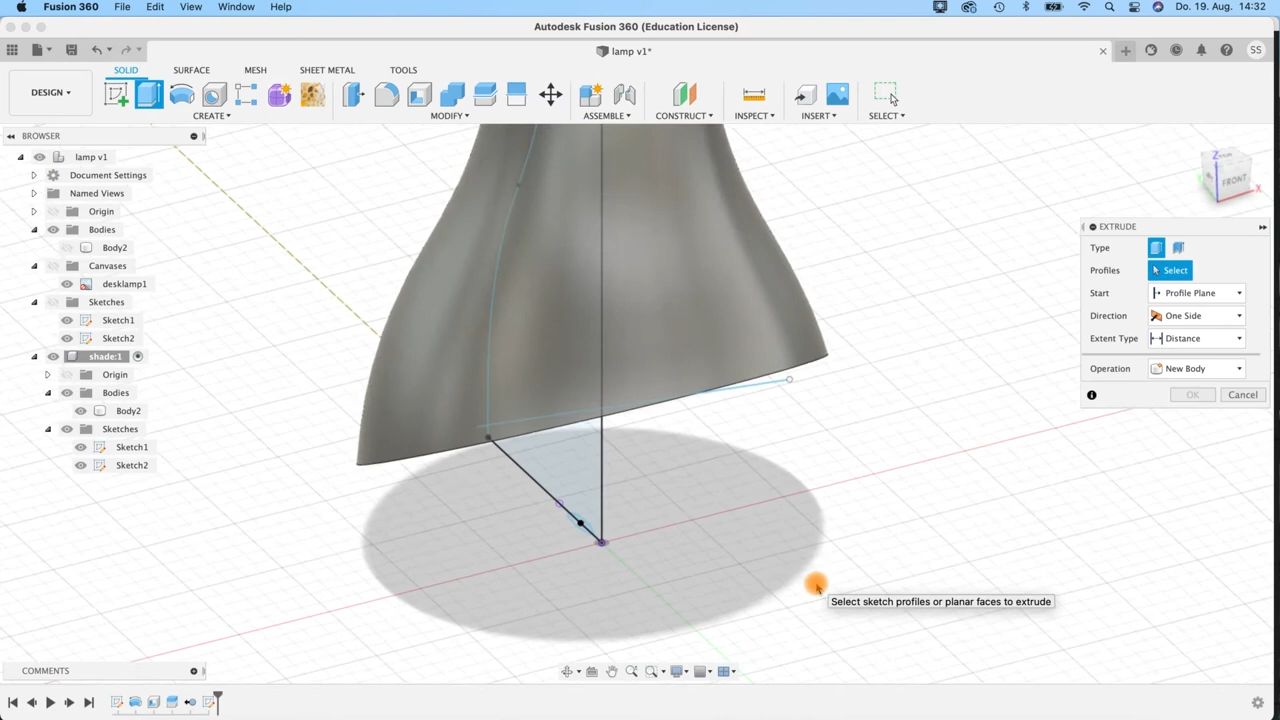 Fusion 360 File Edit View Window Help Do. 19. Aug. 14:32
Autodesk Fusion 360 (Education License)
lamp v1* SS
SOLID SURFACE MESH SHEET METAL TOOLS
DESIGN
CREATE MODIFY ASSEMBLE CONSTRUCT INSPECT INSERT SELECT
BROWSER
lamp v1
Document Settings
Named Views
Origin
Bodies
Body2
Canvases
desklamp1
Sketches
Sketch1
Sketch2
shade:1
Origin
Bodies
Body2
Sketches
Sketch1
Sketch2
Z
FRONT
X
EXTRUDE
Type
Profiles Select
Start Profile Plane
Direction One Side
Extent Type Distance
Operation New Body
OK Cancel
Select sketch profiles or planar faces to extrude
COMMENTS